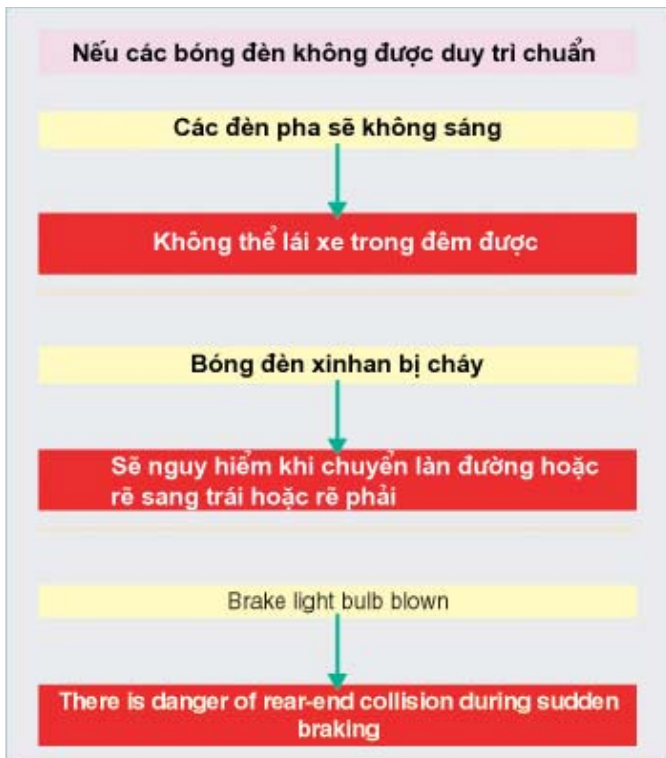 Nếu các bóng đèn không được duy trì chuẩn
Các đèn pha sẽ không sáng
Không thể lái xe trong đêm được
Bóng đèn xinhan bị cháy
Sẽ nguy hiểm khi chuyển làn đường hoặc
rẽ sang trái hoặc rẽ phải
Brake light bulb blown
There is danger of rear-end collision during sudden
braking